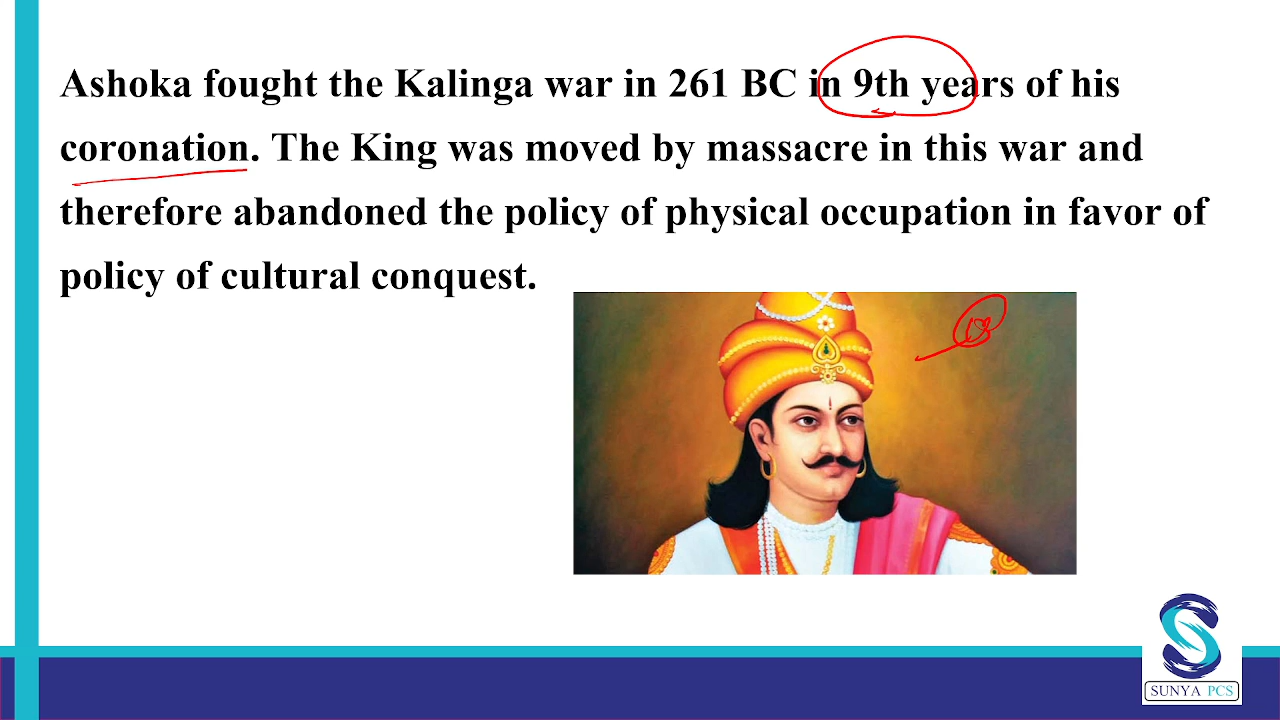 Ashoka fought the Kalinga war in 261 BC in 9th years of his
coronation. The King was moved by massacre in this war and
therefore abandoned the policy of physical occupation in favor of
policy of cultural conquest.
SUNYA PCS